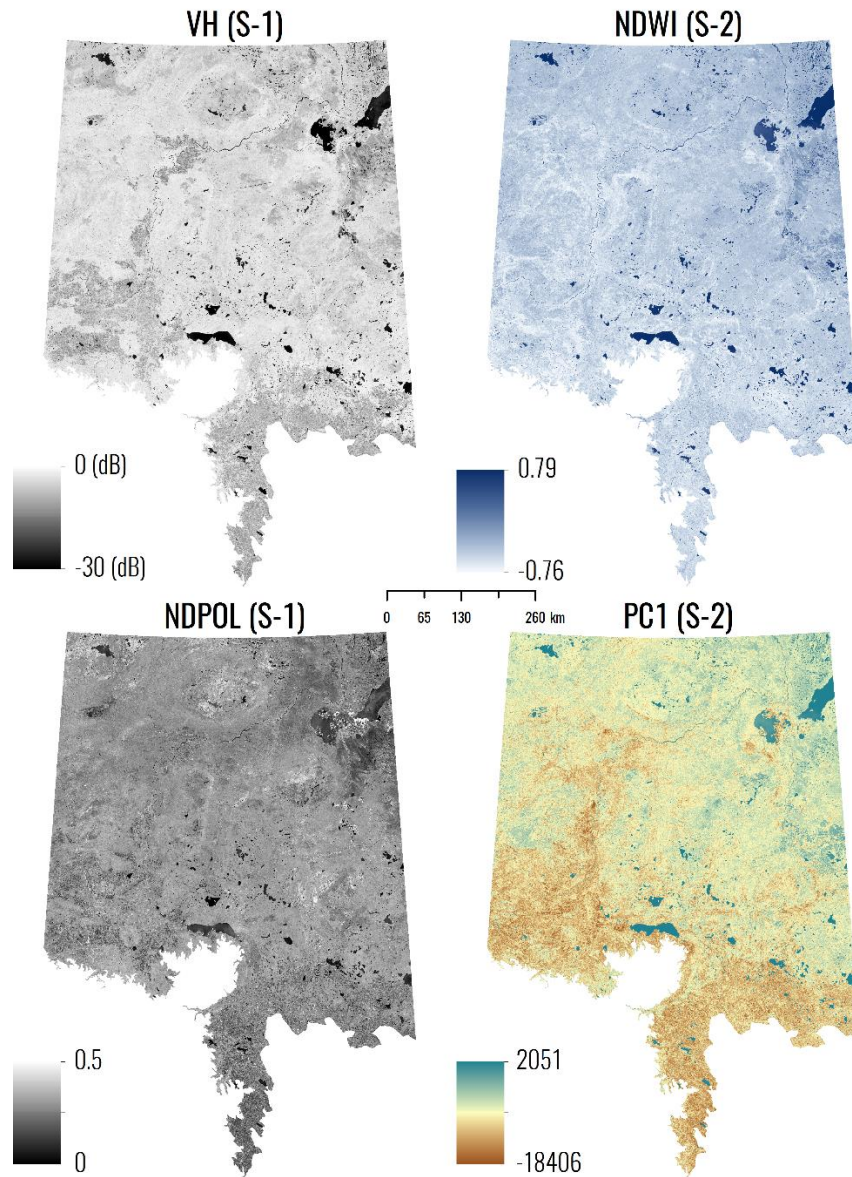 VH (S-1)
NDWI (S-2)
0 (dB)
-30 (dB)
0.79
-0.76
0 65 130 260 km
NDPOL (S-1)
PC1 (S-2)
0.5
0
2051
-18406